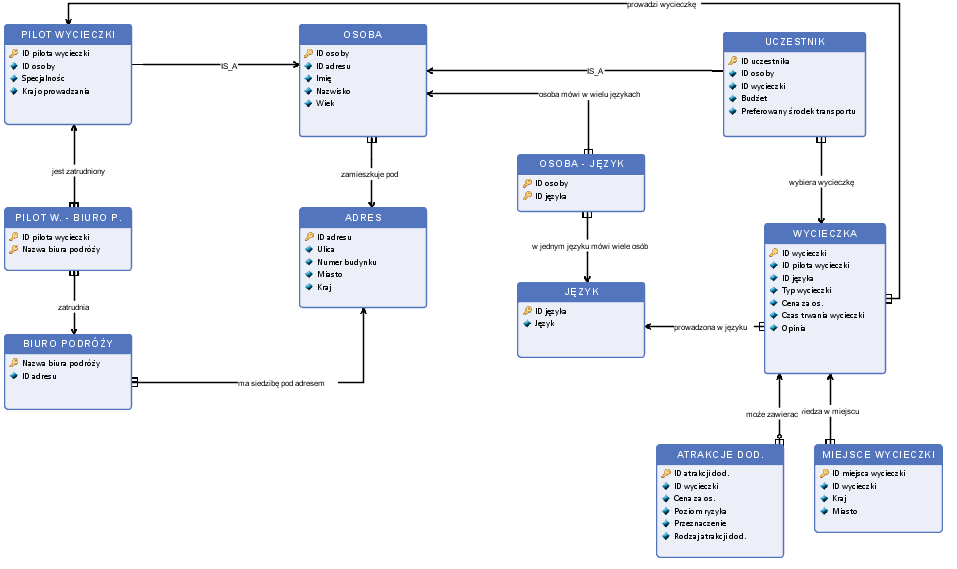 prowadzi wycieczkę
PILOT WYCIECZKI
ID pilota wycieczki
ID osoby
Specjalność
Kraj oprowadzania
IS_A
OSOBA
ID osoby
ID adresu
Imię
Nazwisko
Wiek
IS_A
osoba mówi w wielu językach
UCZESTNIK
ID uczestnika
ID osoby
ID wycieczki
Budżet
Preferowany środek transportu
jest zatrudniony
zamieszkuje pod
OSOBA - JĘZYK
ID osoby
ID języka
wybiera wycieczkę
PILOT W. - BIURO P.
ID pilota wycieczki
Nazwa biura podróży
ADRES
ID adresu
Ulica
Numer budynku
Miasto
Kraj
w jednym języku mówi wiele osób
WYCIECZKA
ID wycieczki
ID pilota wycieczki
ID języka
Typ wycieczki
Cena za os.
Czas trwania wycieczki
Opinia
zatrudnia
JĘZYK
ID języka
Język
prowadzona w języku
BIURO PODRÓŻY
Nazwa biura podróży
ID adresu
ma siedzibę pod adresem
może zawierac
w miejscu
ATRAKCJE DOD.
ID atrakcji dod.
ID wycieczki
Cena za os.
Poziom ryzyka
Przeznaczenie
Rodzaj atrakcji dod.
MIEJSCE WYCIECZKI
ID miejsca wycieczki
ID wycieczki
Kraj
Miasto